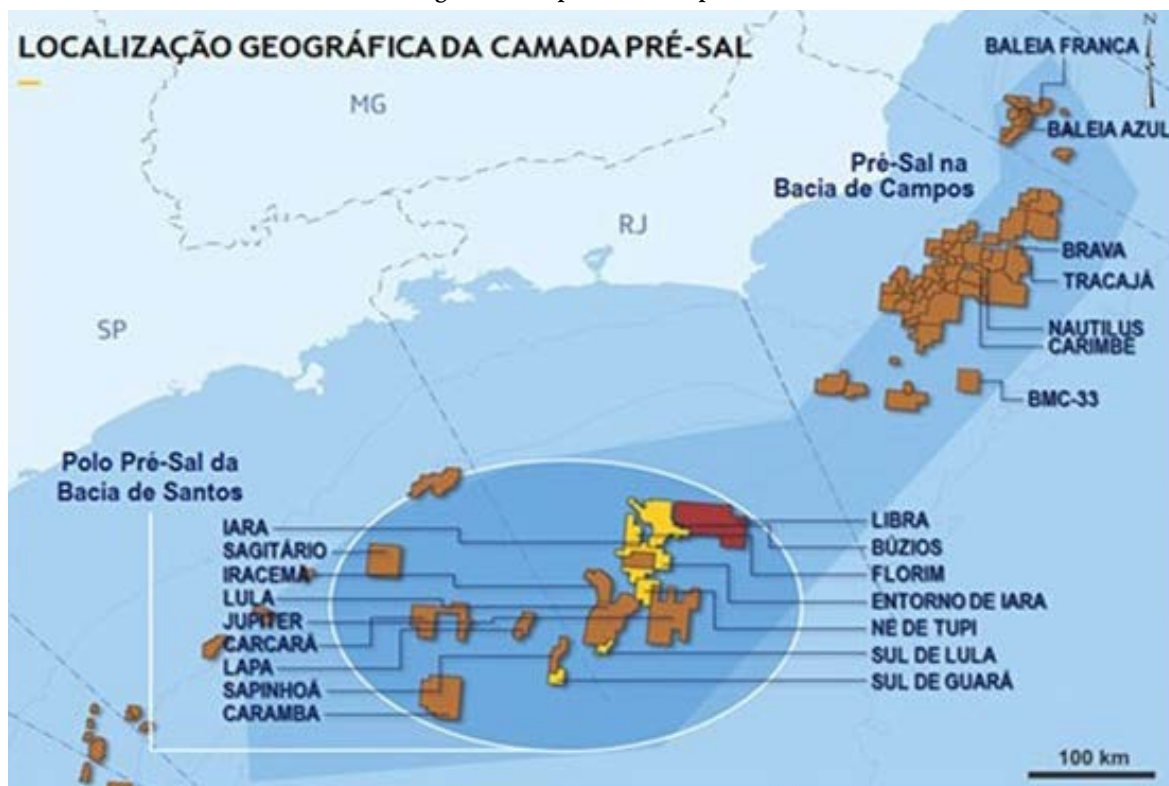 LOCALIZAÇÃO GEOGRÁFICA DA CAMADA PRÉ-SAL
N
BALEIA FRANCA
MG
BALEIA AZUL
Pré-Sal na
Bacia de Campos
RJ
BRAVA
TRACAJÁ
SP
NAUTILUS
CARIMBÉ
BMC-33
Polo Pré-Sal da
Bacia de Santos
IARA
SAGITÁRIO
IRACEMA
LULA
JUPITER
CARCARÁ
LAPA
SAPINHOÁ
CARAMBA
LIBRA
BÚZIOS
FLORIM
ENTORNO DE IARA
NE DE TUPI
SUL DE LULA
SUL DE GUARÁ
100 km